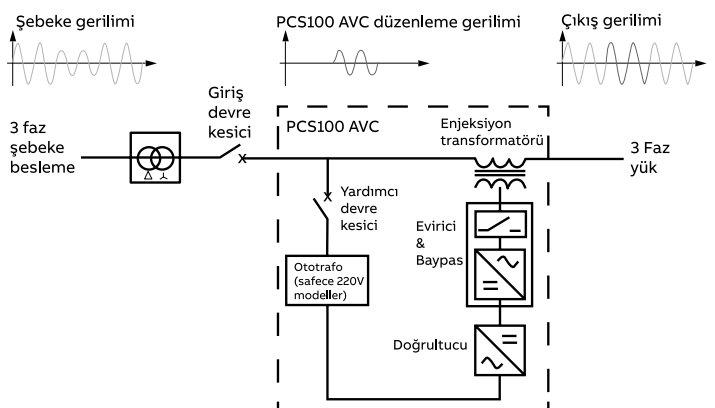 Şebeke gerilimi
PCS100 AVC düzenleme gerilimi
Çıkış gerilimi
3 faz
şebeke
besleme
Giriş
devre
kesici
PCS100 AVC
Enjeksiyon
transformatörü
3 Faz
yük
Yardımcı
devre
kesici
Evirici
&
Baypas
Ototrafo
(safece 220V
modeller)
Doğrultucu